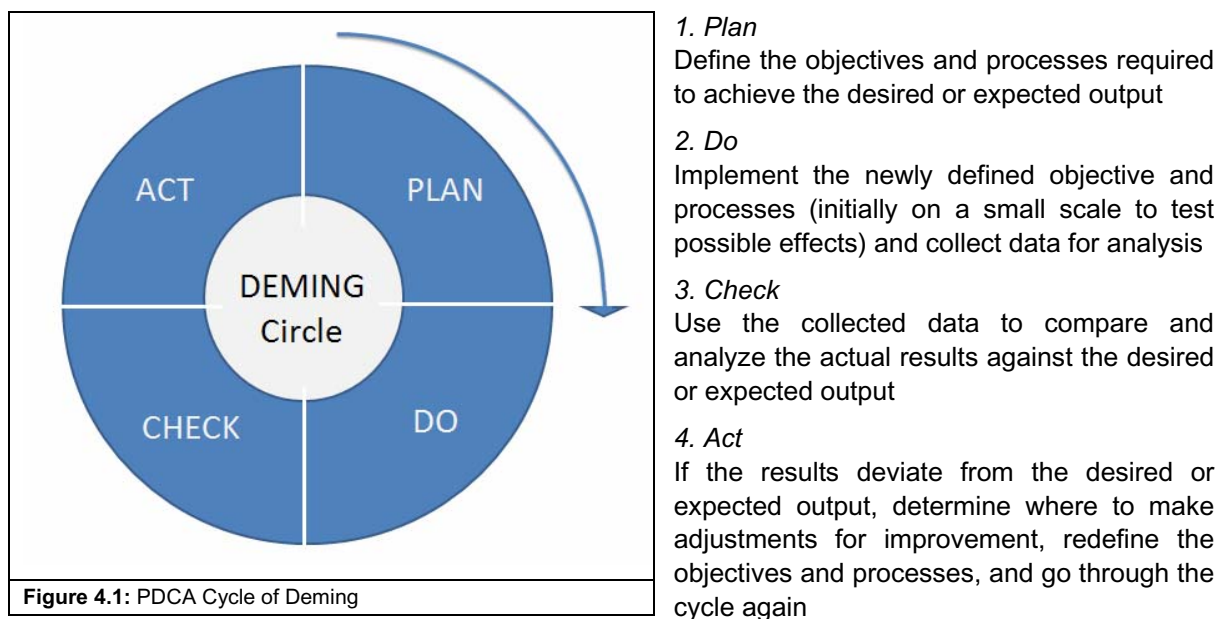 ACT
PLAN
DEMING
Circle
CHECK
DO
Figure 4.1: PDCA Cycle of Deming
1. Plan
Define the objectives and processes required
to achieve the desired or expected output
2. Do
Implement the newly defined objective and
processes (initially on a small scale to test
possible effects) and collect data for analysis
3. Check
Use the collected data to compare and
analyze the actual results against the desired
or expected output
4. Act
If the results deviate from the desired or
expected output, determine where to make
adjustments for improvement, redefine the
objectives and processes, and go through the
cycle again